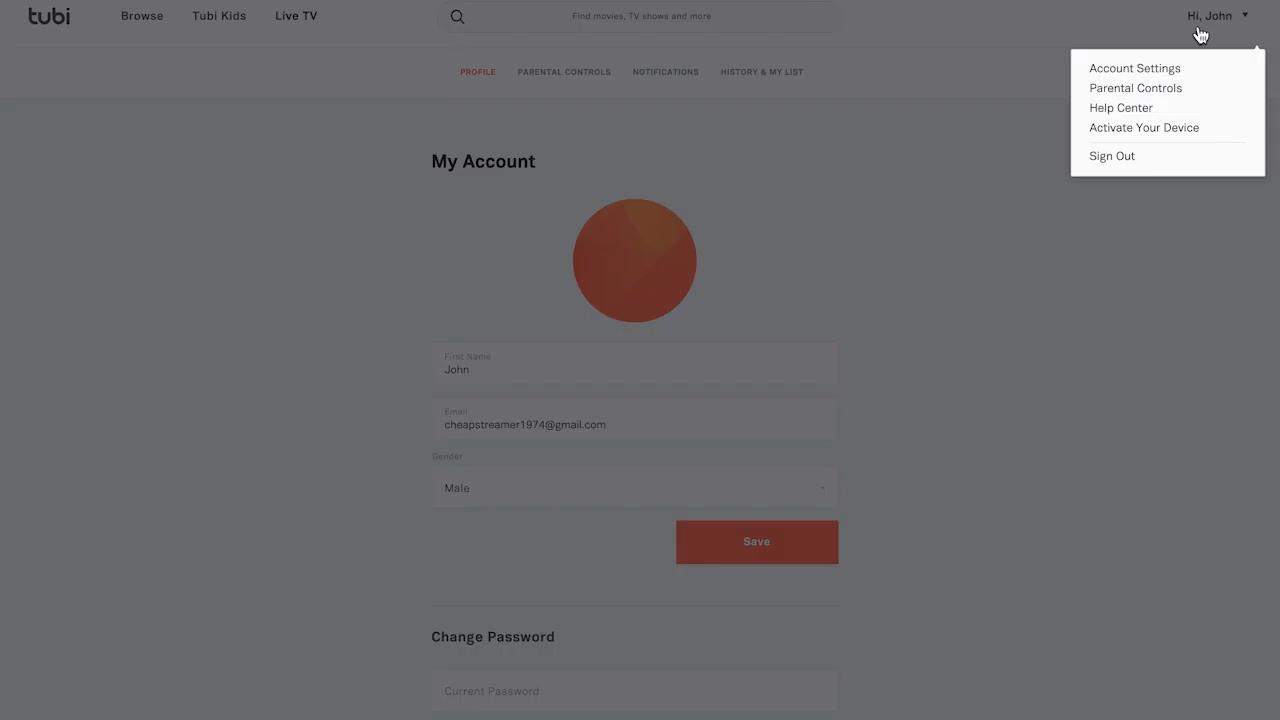 tubi Browse Tubi Kids Live TV Find movies, TV shows and more Hi, John
PROFILE PARENTAL CONTROLS NOTIFICATIONS HISTORY & MY LIST
Account Settings
Parental Controls
Help Center
Activate Your Device
Sign Out
My Account
First Name
John
Email
cheapstreamer1974@gmail.com
Gender
Male
Save
Change Password
Current Password